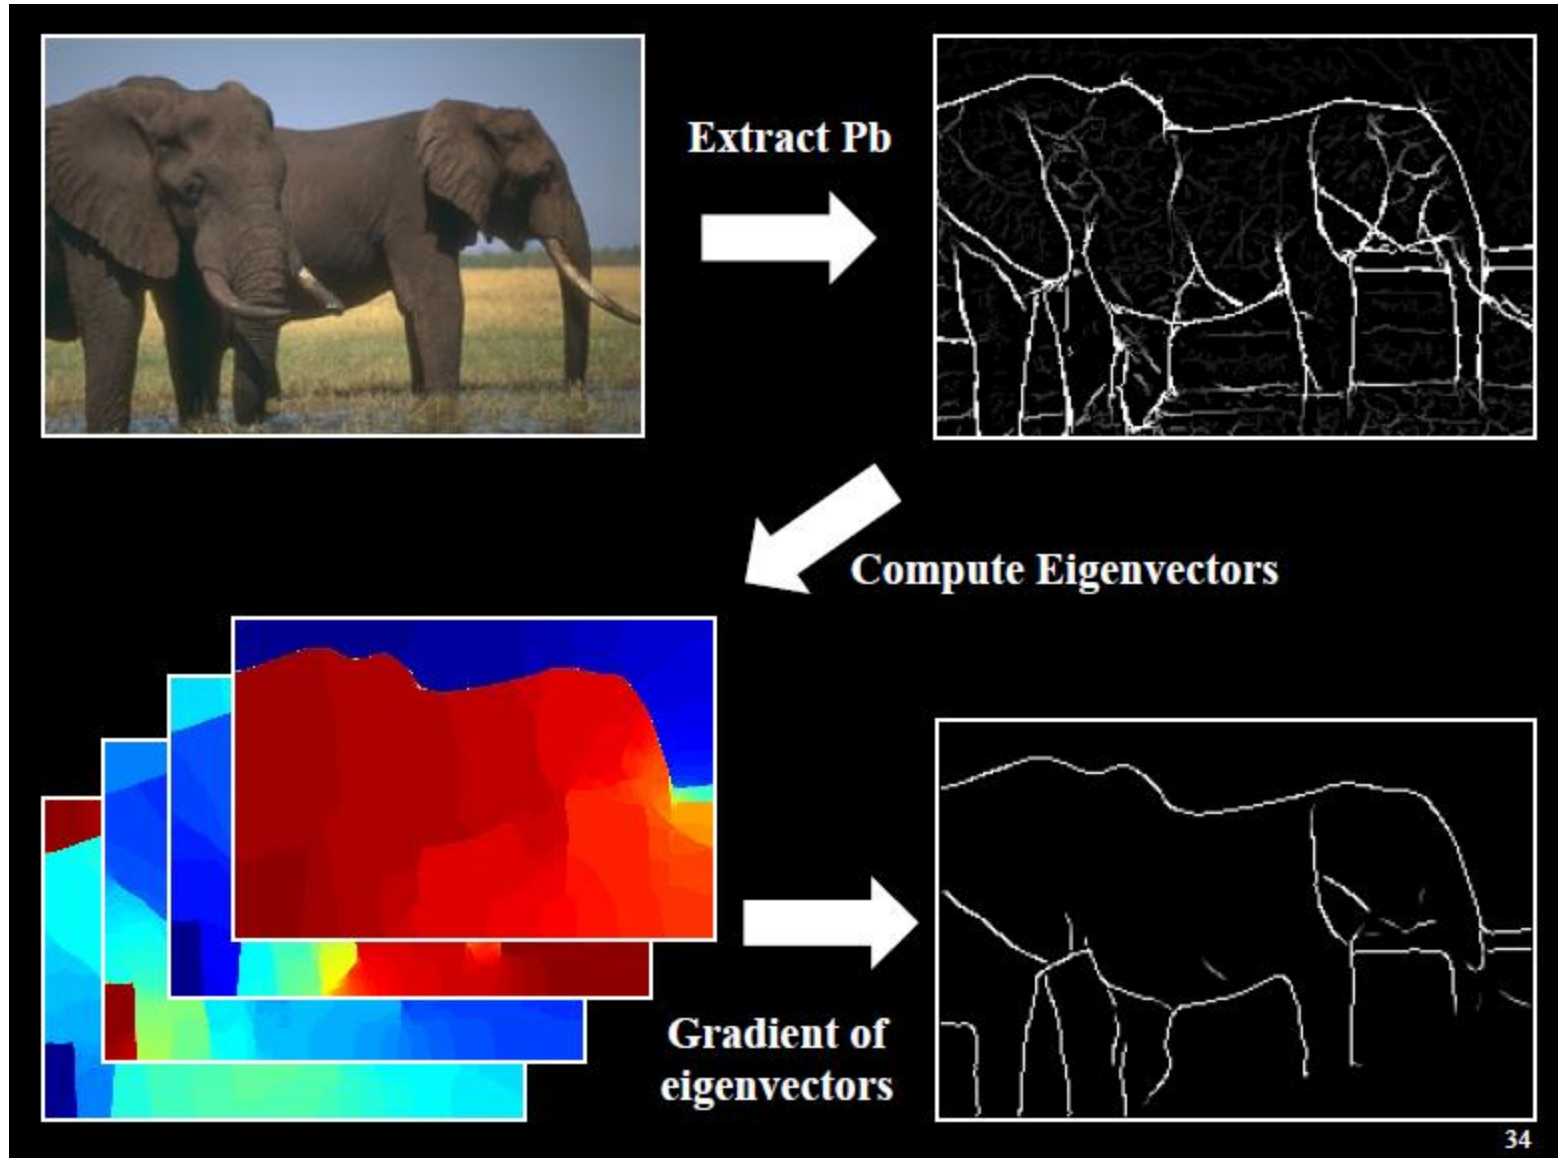 Extract Pb
Compute Eigenvectors
Gradient of
eigenvectors
34